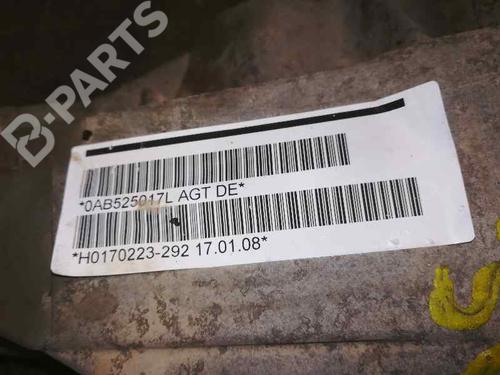 B-PARTS
*0AB525017L AGT DE*
*H0170223-292 17.01.08*